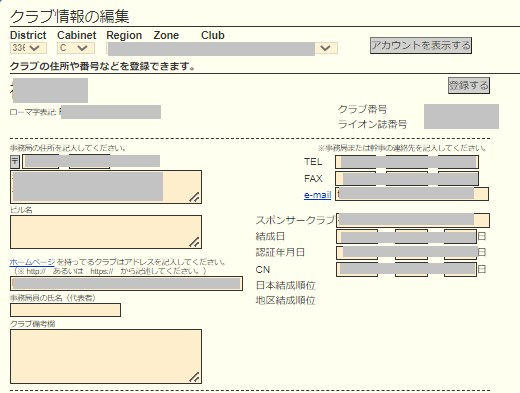 クラブ情報の編集
District Cabinet Region Zone Club
336 C アカウントを表示する
クラブの住所や番号などを登録できます。
登録する
ローマ字表記
クラブ番号
ライオン誌番号
事務局の住所を記入してください。
※事務局または幹事の連絡先を記入してください。
〒
TEL
FAX
e-mail
ビル名
スポンサークラブ
結成日 日
認証年月日 日
CN 日
日本結成順位
地区結成順位
ホームページ を持ってるクラブはアドレスを記入してください。
（※ http:// あるいは https:// から記述してください。）
事務局員の氏名（代表者）
クラブ備考欄